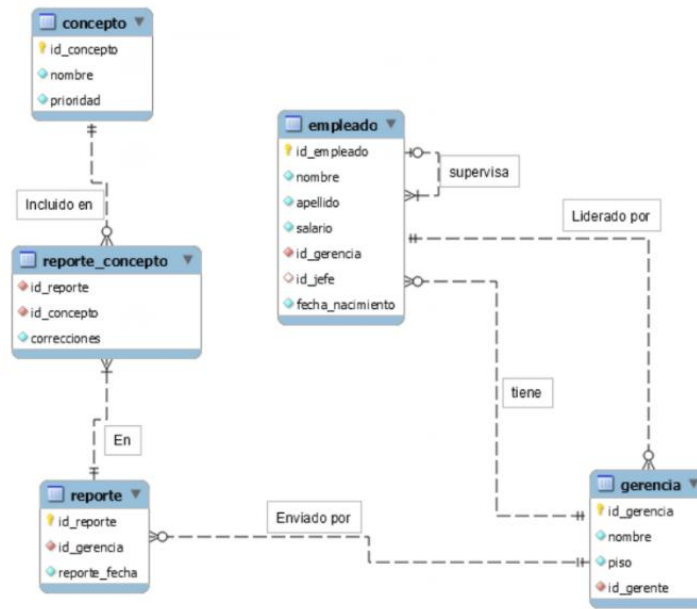 concepto
id_concepto
nombre
prioridad
Incluido en
reporte_concepto
id_reporte
id_concepto
correcciones
En
reporte
id_reporte
id_gerencia
reporte_fecha
empleado
id_empleado
nombre
apellido
salario
id_gerencia
id_jefe
fecha_nacimiento
supervisa
Liderado por
tiene
Enviado por
gerencia
id_gerencia
nombre
piso
id_gerente